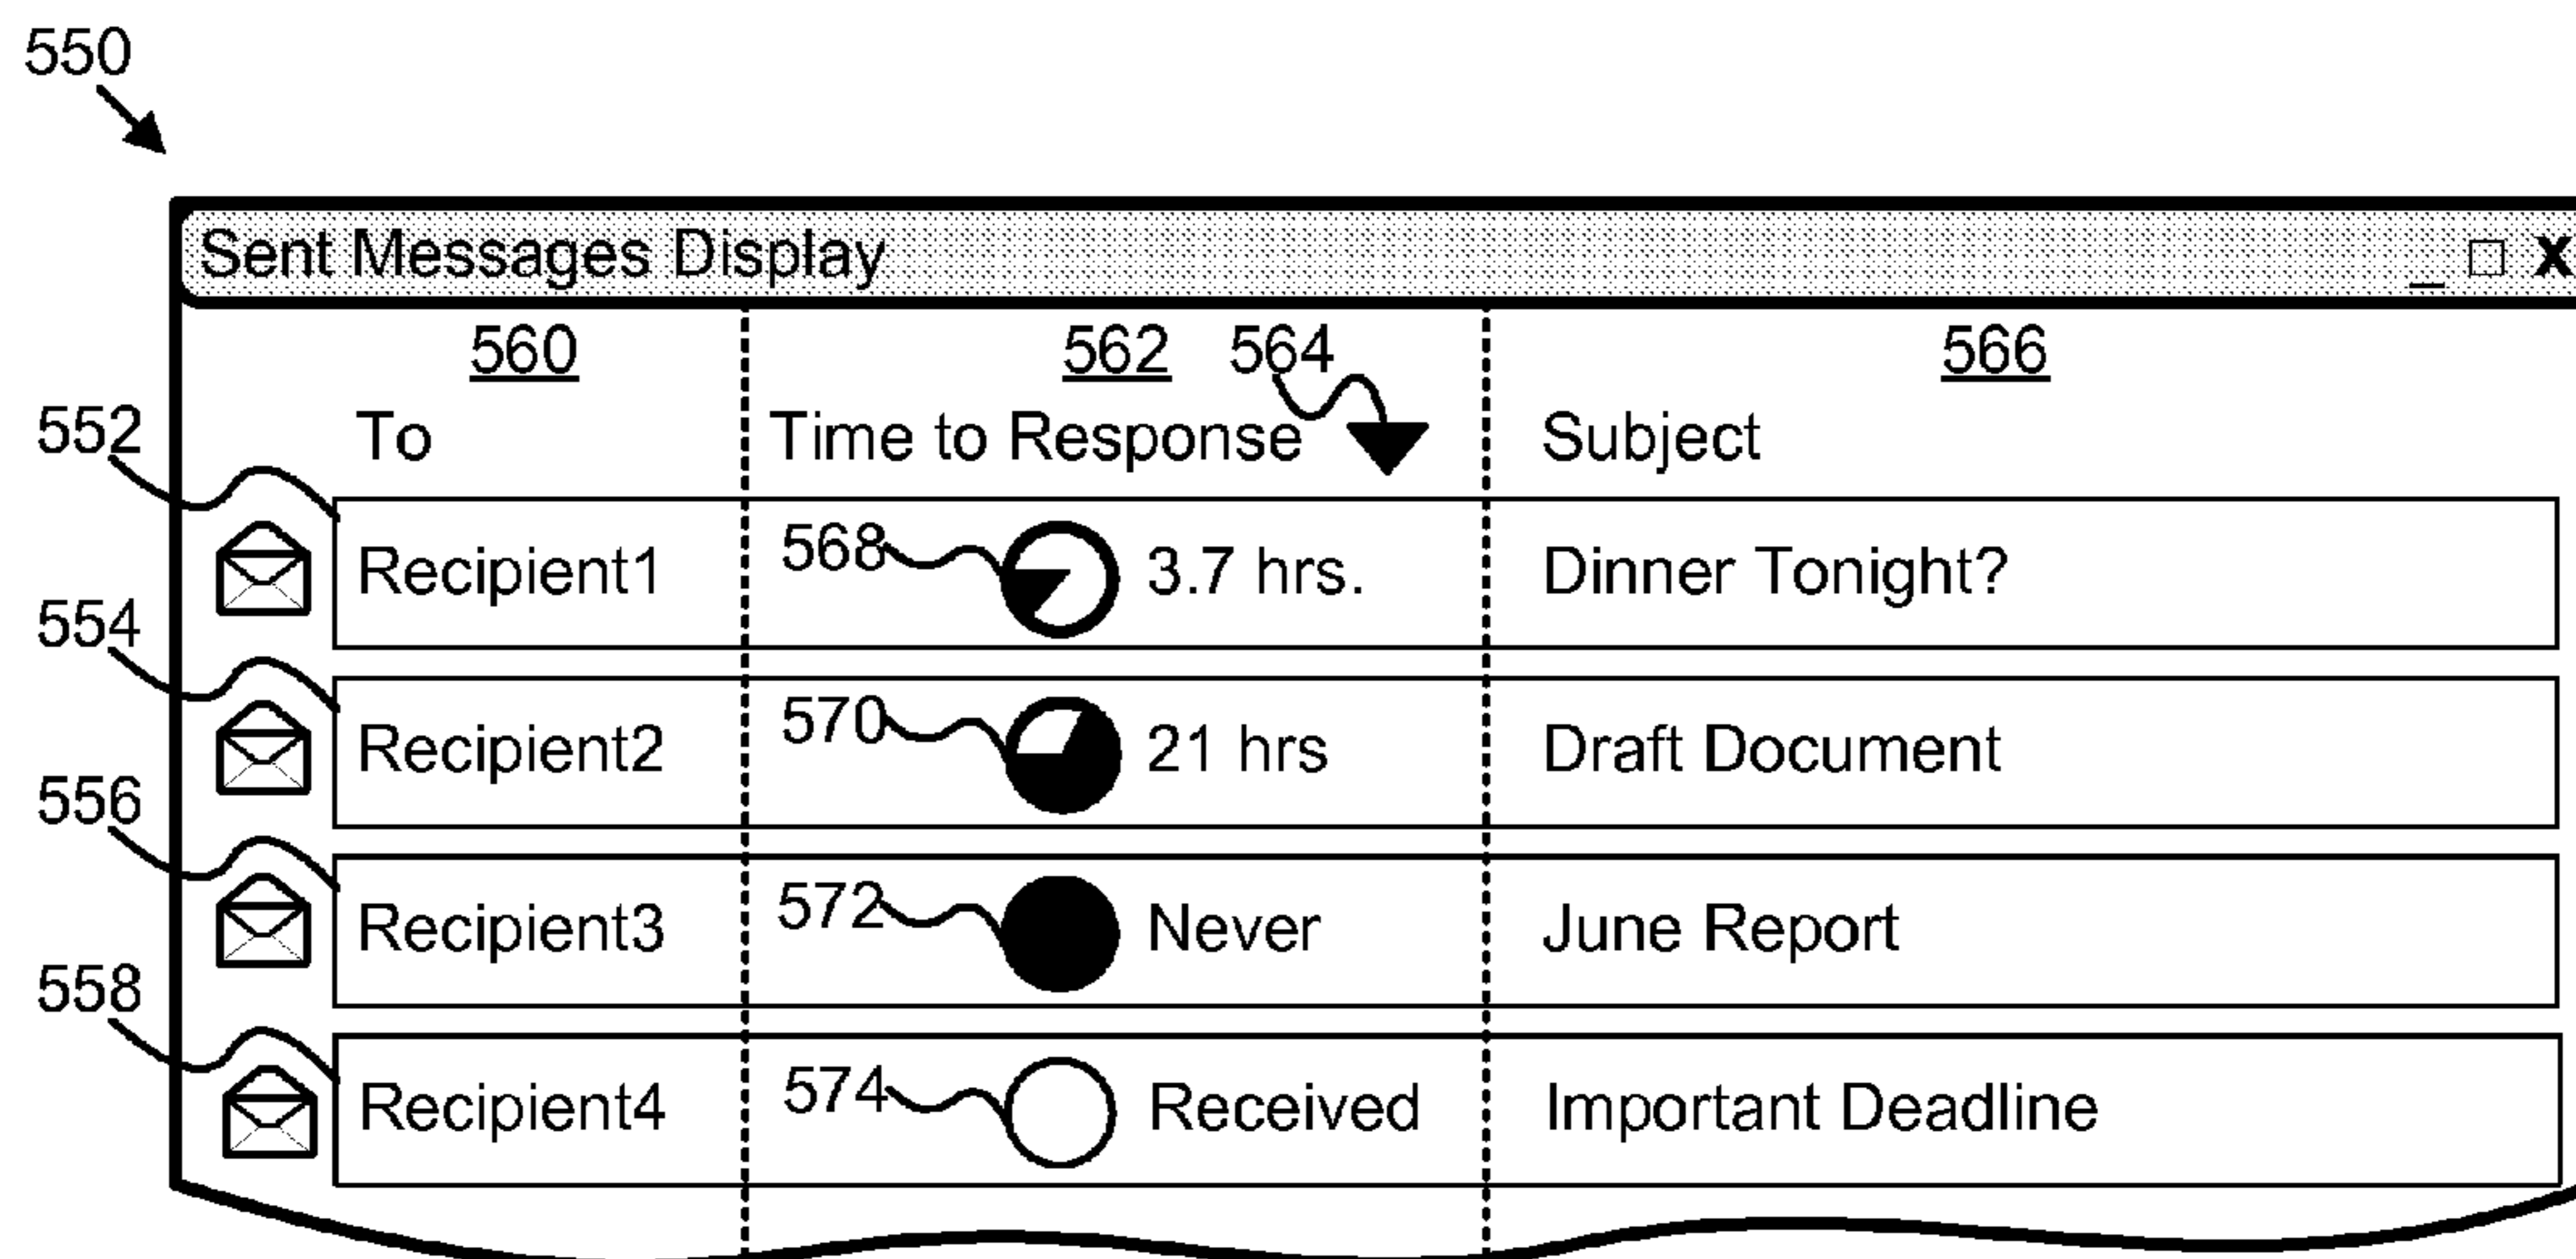 550
Sent Messages Display _ □ X
560 562 564 566
552 To Time to Response Subject
Recipient1 568 3.7 hrs. Dinner Tonight?
554
Recipient2 570 21 hrs Draft Document
556
Recipient3 572 Never June Report
558
Recipient4 574 Received Important Deadline